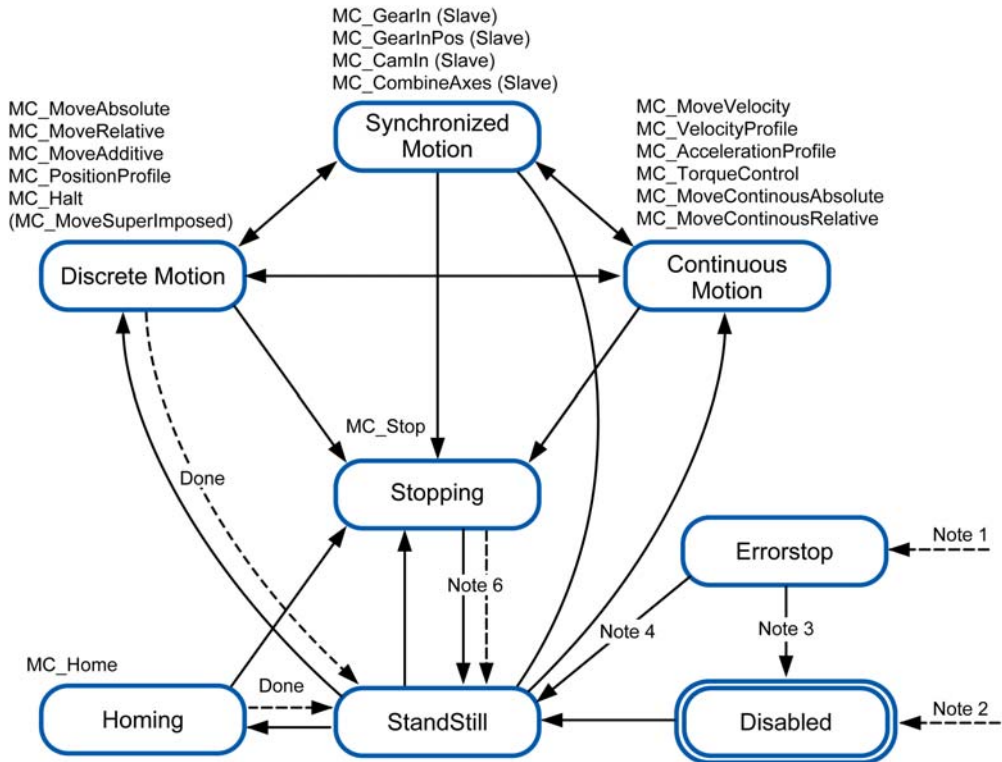 MC_GearIn (Slave)
MC_GearInPos (Slave)
MC_CamIn (Slave)
MC_CombineAxes (Slave)
Synchronized
Motion
MC_MoveAbsolute
MC_MoveRelative
MC_MoveAdditive
MC_PositionProfile
MC_Halt
(MC_MoveSuperImposed)
Discrete Motion
MC_MoveVelocity
MC_VelocityProfile
MC_AccelerationProfile
MC_TorqueControl
MC_MoveContinousAbsolute
MC_MoveContinousRelative
Continuous
Motion
MC_Stop
Stopping
Done
Note 6
Errorstop
Note 1
Note 4
Note 3
MC_Home
Homing
Done
StandStill
Disabled
Note 2